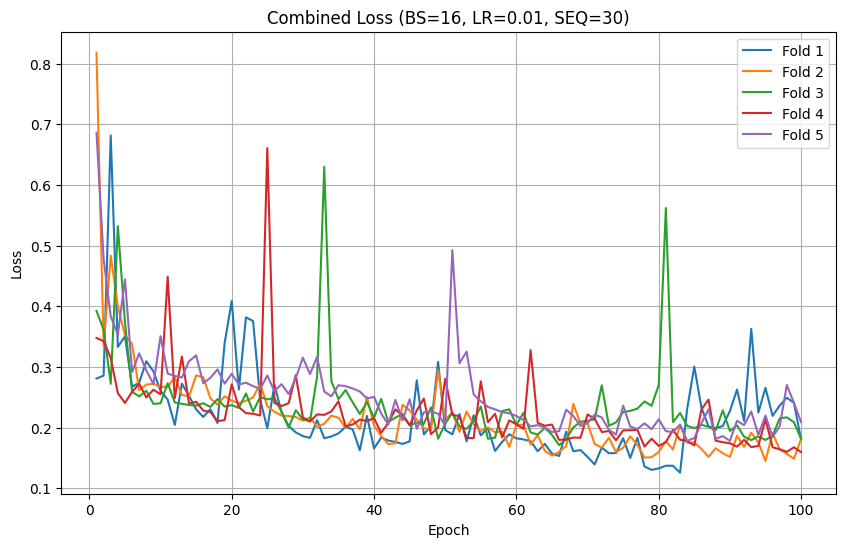 Combined Loss (BS=16, LR=0.01, SEQ=30)
Fold 1
Fold 2
Fold 3
Fold 4
Fold 5
Loss
0.8
0.7
0.6
0.5
0.4
0.3
0.2
0.1
0
20
40
60
80
100
Epoch